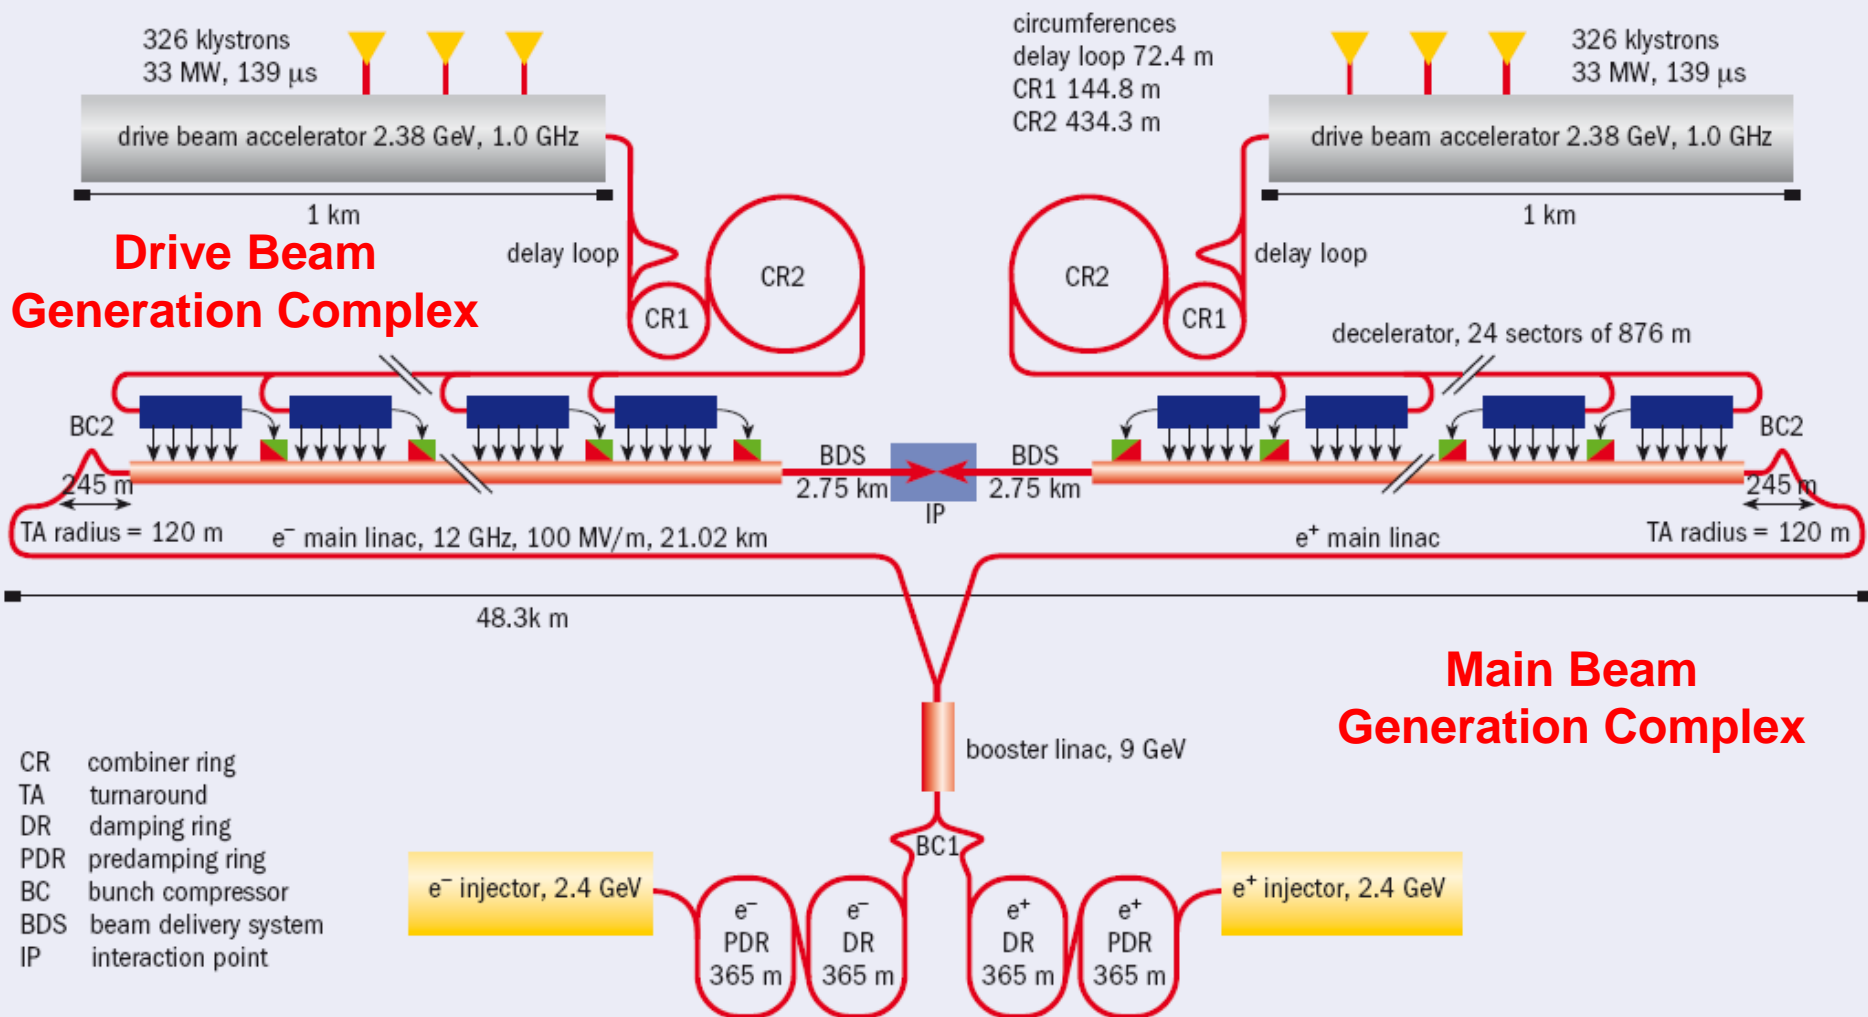 326 klystrons
33 MW, 139 μs
circumferences
delay loop 72.4 m
CR1 144.8 m
CR2 434.3 m
326 klystrons
33 MW, 139 μs
drive beam accelerator 2.38 GeV, 1.0 GHz
drive beam accelerator 2.38 GeV, 1.0 GHz
1 km
1 km
Drive Beam
Generation Complex
delay loop
CR2
CR1
CR2
CR1
delay loop
decelerator, 24 sectors of 876 m
BC2
245 m
TA radius = 120 m
e⁻ main linac, 12 GHz, 100 MV/m, 21.02 km
BDS
2.75 km
IP
BDS
2.75 km
e⁺ main linac
BC2
245 m
TA radius = 120 m
48.3k m
Main Beam
Generation Complex
booster linac, 9 GeV
BC1
CR combiner ring
TA turnaround
DR damping ring
PDR predamping ring
BC bunch compressor
BDS beam delivery system
IP interaction point
e⁻ injector, 2.4 GeV
e⁻
PDR
365 m
e⁻
DR
365 m
e⁺
DR
365 m
e⁺
PDR
365 m
e⁺ injector, 2.4 GeV